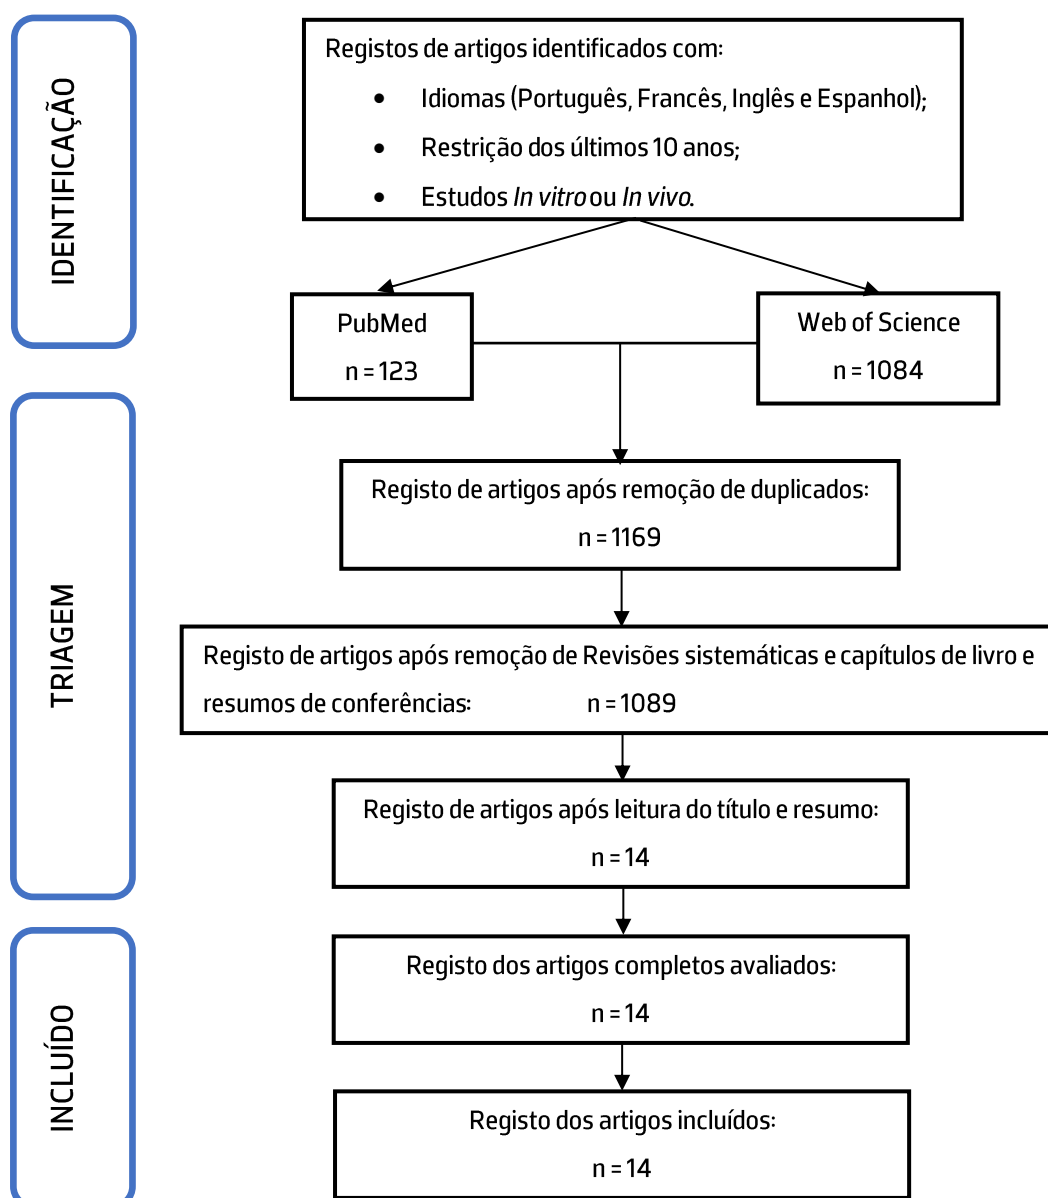 IDENTIFICAÇÃO
Registos de artigos identificados com:
• Idiomas (Português, Francês, Inglês e Espanhol);
• Restrição dos últimos 10 anos;
• Estudos In vitro ou In vivo.
PubMed
n = 123
Web of Science
n = 1084
TRIAGEM
Registo de artigos após remoção de duplicados:
n = 1169
Registo de artigos após remoção de Revisões sistemáticas e capítulos de livro e
resumos de conferências: n = 1089
Registo de artigos após leitura do título e resumo:
n = 14
INCLUÍDO
Registo dos artigos completos avaliados:
n = 14
Registo dos artigos incluídos:
n = 14